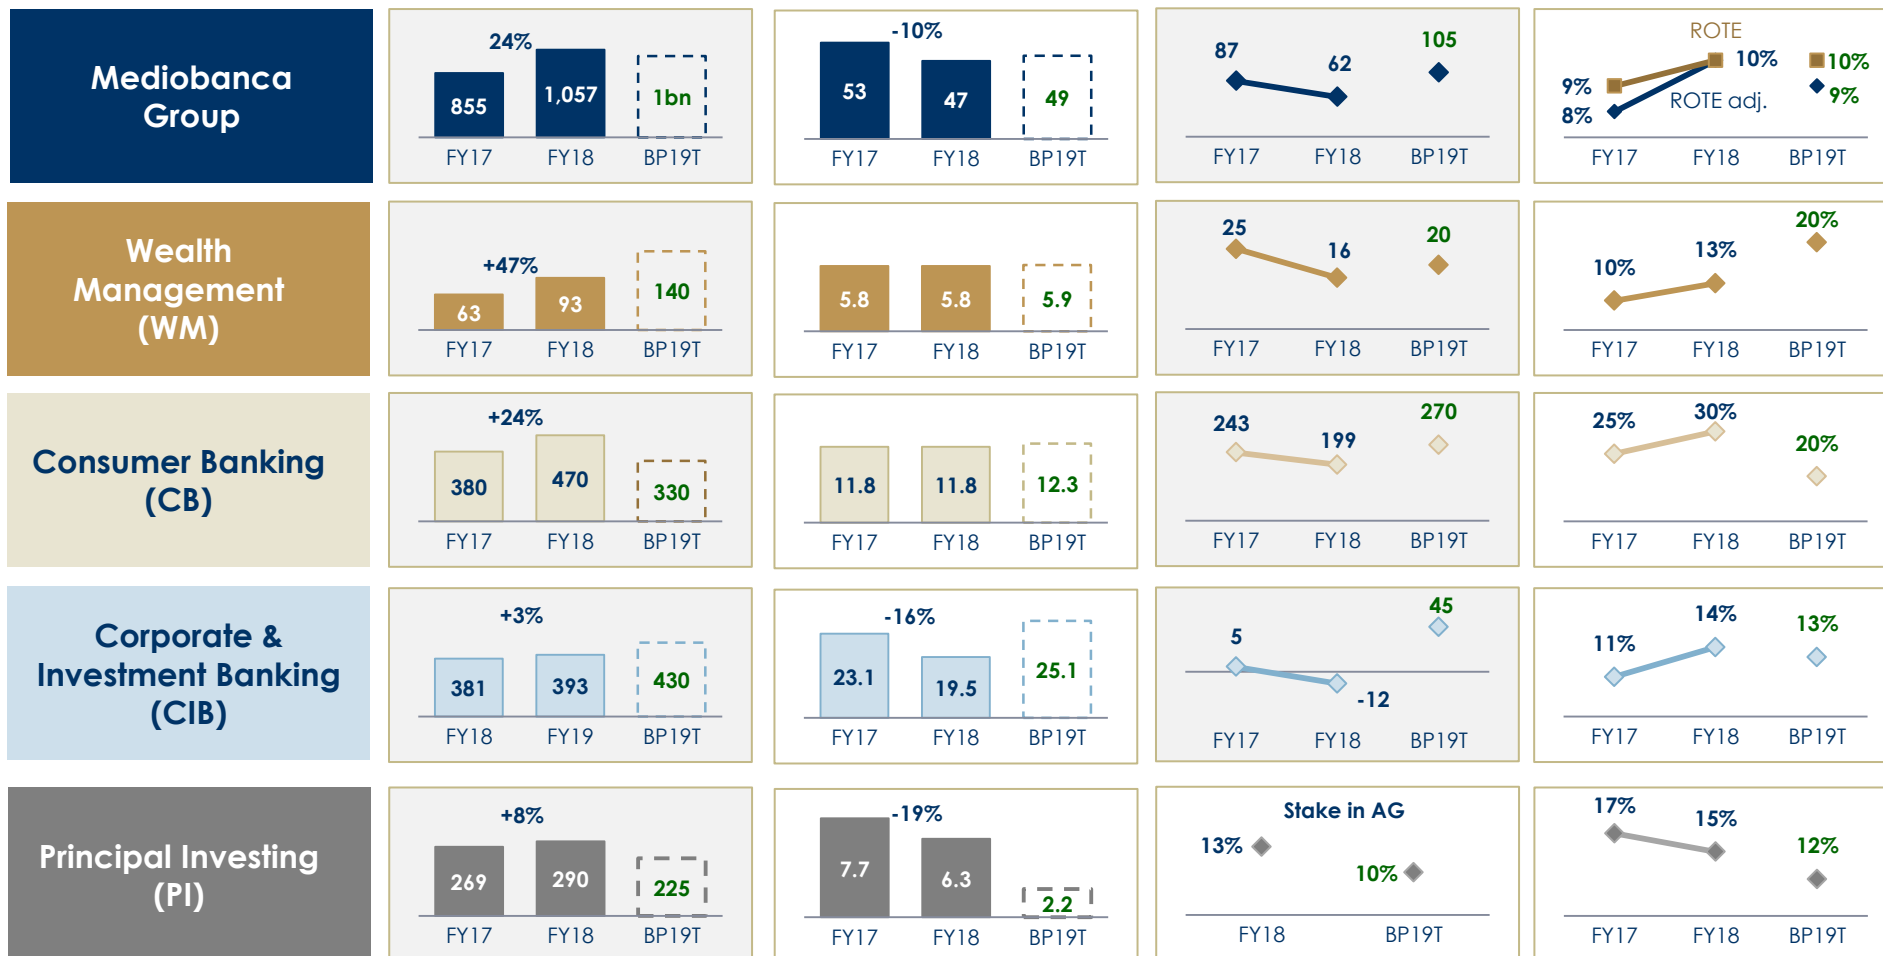 Mediobanca
Group
24%
855
1,057
1bn
FY17 FY18 BP19T
-10%
53
47
49
FY17 FY18 BP19T
87
62
105
FY17 FY18 BP19T
ROTE
9%
8%
10%
10%
9%
ROTE adj.
FY17 FY18 BP19T
Wealth
Management
(WM)
+47%
63
93
140
FY17 FY18 BP19T
5.8
5.8
5.9
FY17 FY18 BP19T
25
16
20
FY17 FY18 BP19T
10%
13%
20%
FY17 FY18 BP19T
Consumer Banking
(CB)
+24%
380
470
330
FY17 FY18 BP19T
11.8
11.8
12.3
FY17 FY18 BP19T
243
199
270
FY17 FY18 BP19T
25%
30%
20%
FY17 FY18 BP19T
Corporate &
Investment Banking
(CIB)
+3%
381
393
430
FY18 FY19 BP19T
-16%
23.1
19.5
25.1
FY17 FY18 BP19T
5
-12
45
FY17 FY18 BP19T
11%
14%
13%
FY17 FY18 BP19T
Principal Investing
(PI)
+8%
269
290
225
FY17 FY18 BP19T
-19%
7.7
6.3
2.2
FY17 FY18 BP19T
Stake in AG
13%
10%
FY18 BP19T
17%
15%
12%
FY17 FY18 BP19T